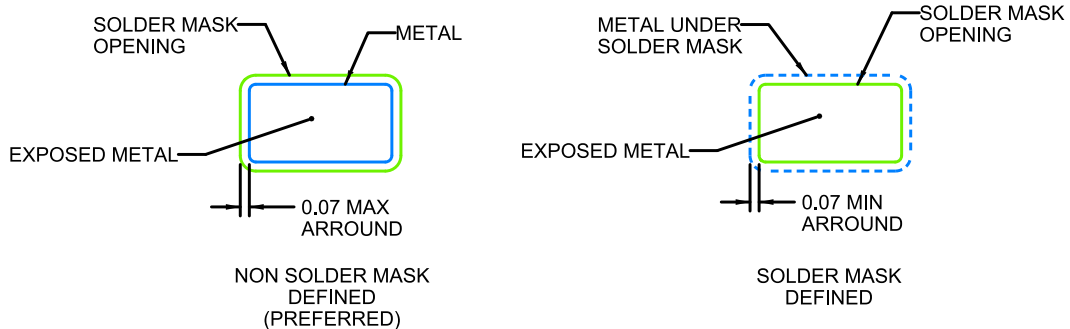 SOLDER MASK
OPENING
METAL
EXPOSED METAL
0.07 MAX
ARROUND
NON SOLDER MASK
DEFINED
(PREFERRED)
METAL UNDER
SOLDER MASK
SOLDER MASK
OPENING
EXPOSED METAL
0.07 MIN
ARROUND
SOLDER MASK
DEFINED